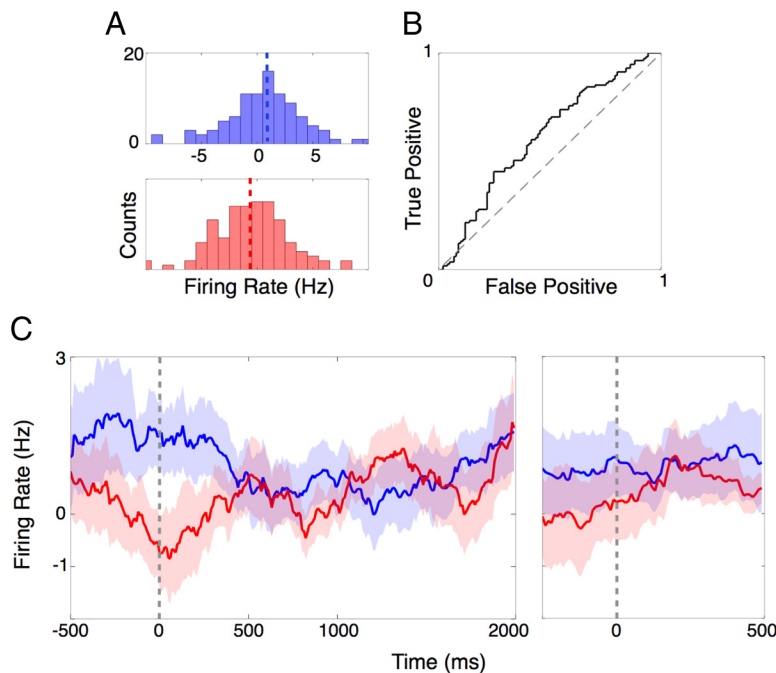 A
B
20
0
-5
0
5
Counts
Firing Rate (Hz)
1
True Positive
0
False Positive
1
C
3
0
-1
Firing Rate (Hz)
-500
0
500
1000
2000
0
500
Time (ms)